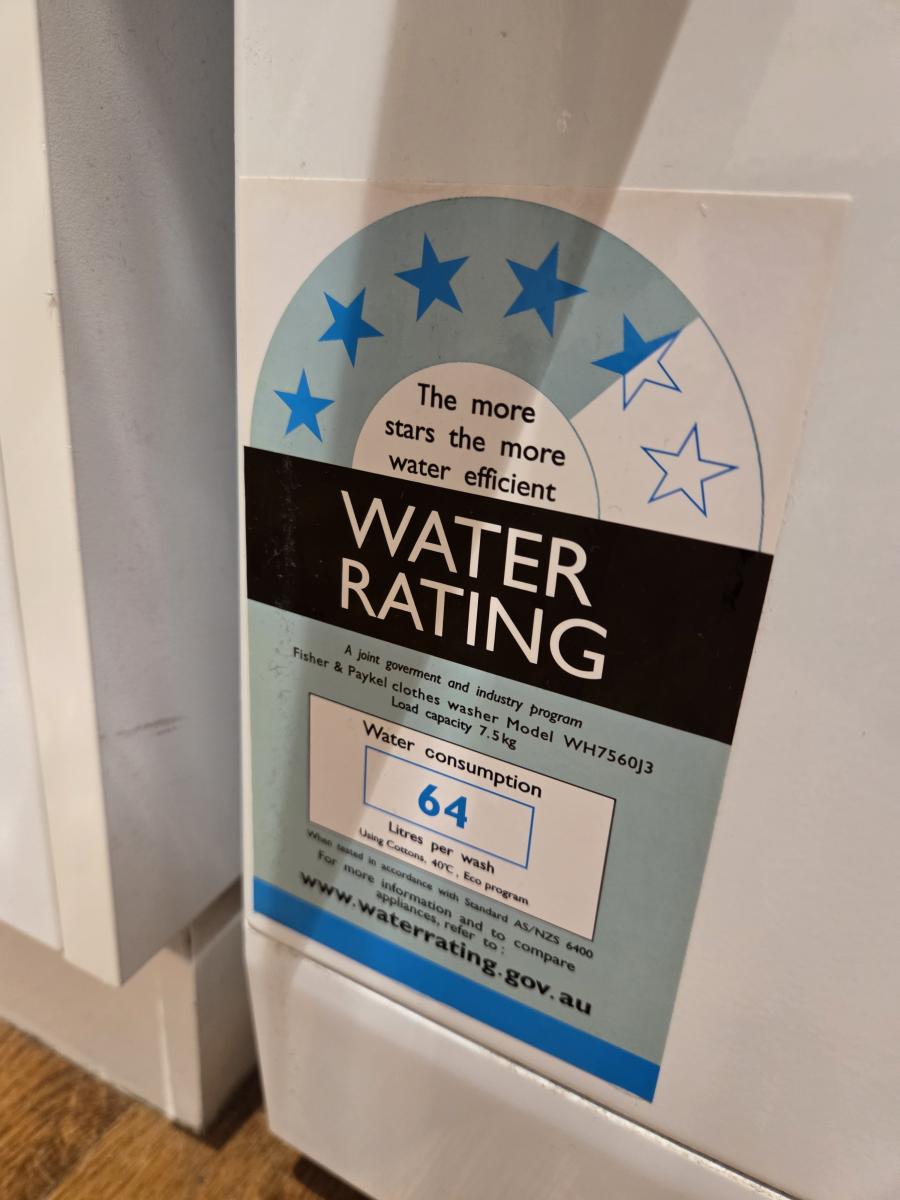 The more
stars the more
water efficient
WATER
RATING
A joint goverment and industry program
Fisher & Paykel clothes washer Model WH7560J3
Load capacity 7.5kg
Water consumption
64
Litres per wash
Using Cottons, 40°C, Eco program
When tested in accordance with Standard AS/NZS 6400
For more information and to compare
appliances, refer to:
www.waterrating.gov.au